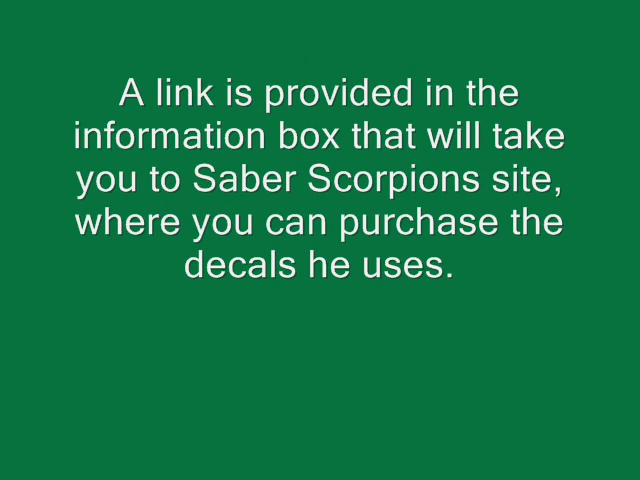 A link is provided in the
information box that will take
you to Saber Scorpions site,
where you can purchase the
decals he uses.